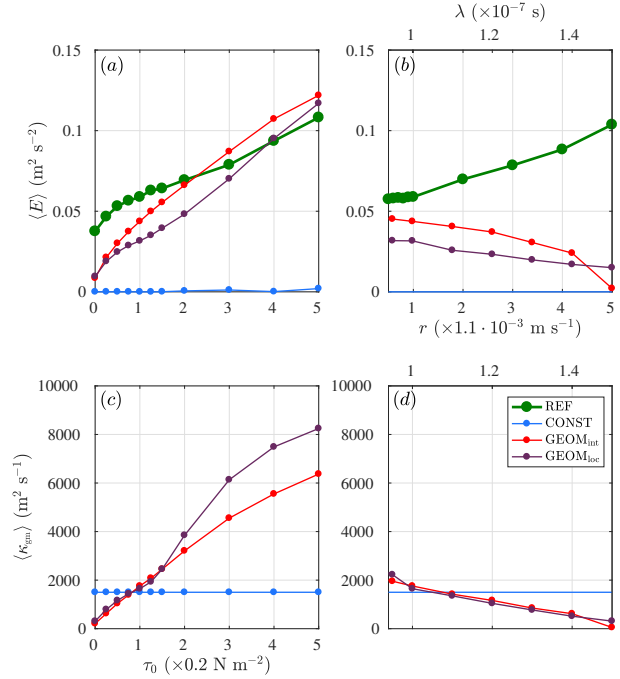 λ (×10⁻⁷ s)
1 1.2 1.4
0.15 (a) 0.15 (b)
0.1 0.1
⟨E⟩ (m² s⁻²)
0.05 0.05
0 0
0 1 2 3 4 5 1 2 3 4 5
r (×1.1 · 10⁻³ m s⁻¹)
1 1.2 1.4
10000 (c) 10000 (d)
REF
CONST
GEOM_int
GEOM_loc
8000 8000
6000 6000
⟨κ_gm⟩ (m² s⁻¹)
4000 4000
2000 2000
0 0
0 1 2 3 4 5
τ₀ (×0.2 N m⁻²)